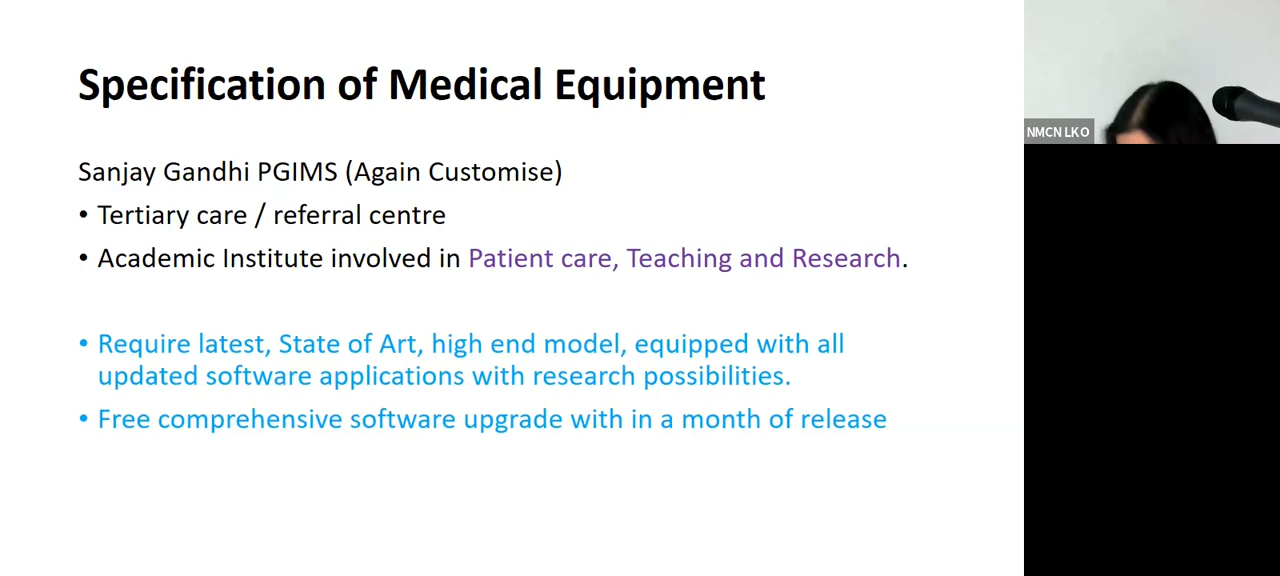 Specification of Medical Equipment
Sanjay Gandhi PGIMS (Again Customise)
• Tertiary care / referral centre
• Academic Institute involved in Patient care, Teaching and Research.
• Require latest, State of Art, high end model, equipped with all
updated software applications with research possibilities.
• Free comprehensive software upgrade with in a month of release
NMCN LKO